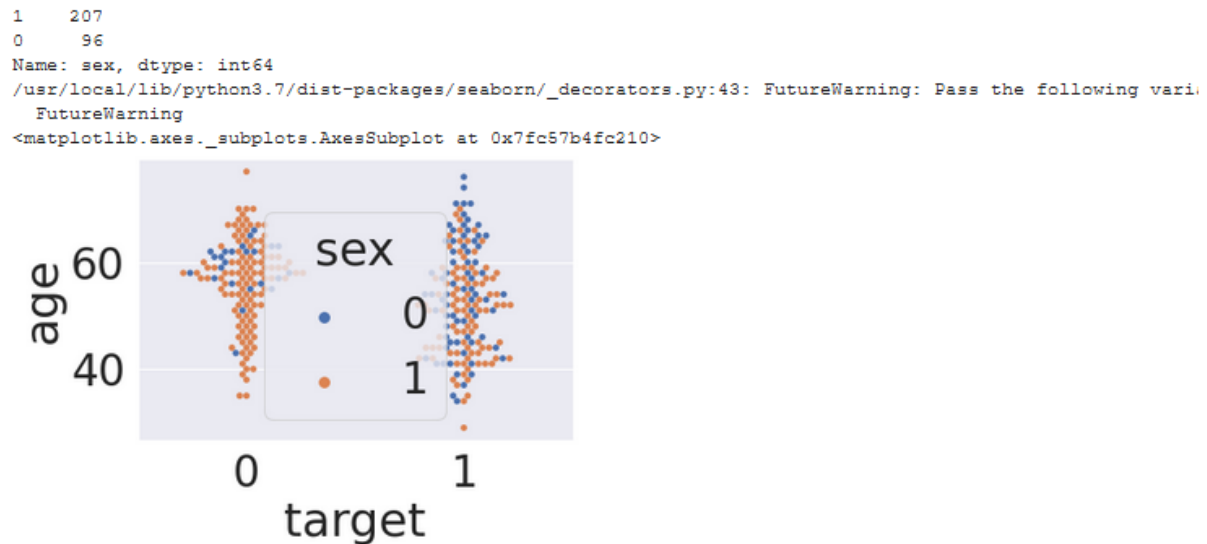 1    207
0     96
Name: sex, dtype: int64
/usr/local/lib/python3.7/dist-packages/seaborn/_decorators.py:43: FutureWarning: Pass the following
  FutureWarning
<matplotlib.axes._subplots.AxesSubplot at 0x7fc57b4fc210>
sex
0
1
age
60
40
0 1
target